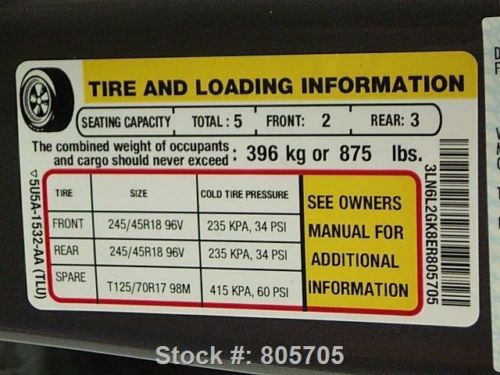 TIRE AND LOADING INFORMATION
SEATING CAPACITY TOTAL : 5 FRONT: 2 REAR: 3
The combined weight of occupants
and cargo should never exceed : 396 kg or 875 lbs.
TIRE SIZE COLD TIRE PRESSURE
FRONT 245/45R18 96V 235 KPA, 34 PSI
REAR 245/45R18 96V 235 KPA, 34 PSI
SPARE T125/70R17 98M 415 KPA, 60 PSI
SEE OWNERS
MANUAL FOR
ADDITIONAL
INFORMATION
5U5A-1532-AA (TLU)
3LN6L2GK8ER805705
Stock #: 805705